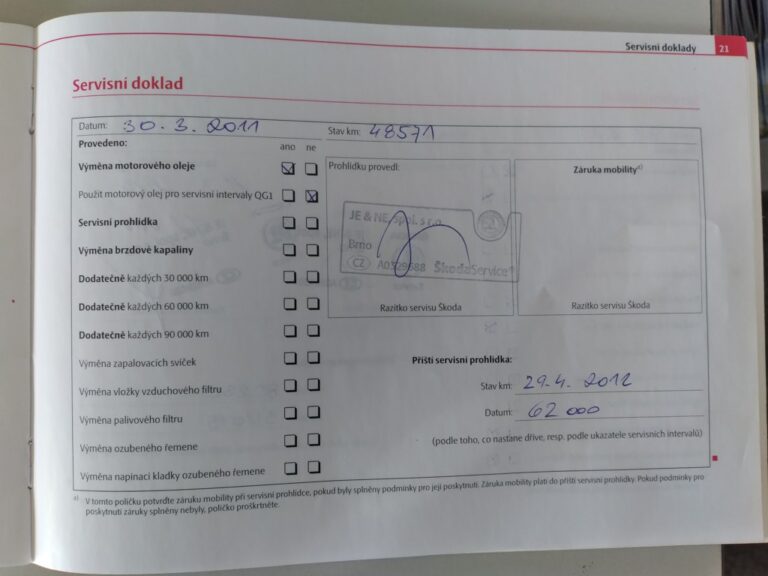 Servisní doklady 21
Servisní doklad
Datum: 30.3.2011 Stav km: 48571
Provedeno: ano ne
Výměna motorového oleje
Použit motorový olej pro servisní intervaly QG1
Servisní prohlídka
Výměna brzdové kapaliny
Dodatečně každých 30 000 km
Dodatečně každých 60 000 km
Dodatečně každých 90 000 km
Výměna zapalovacích svíček
Výměna vložky vzduchového filtru
Výměna palivového filtru
Výměna ozubeného řemene
Výměna napínací kladky ozubeného řemene
Prohlídku provedl:
JE & NE, spol. s r.o.
Brno
CZ ŠkodaService
Razítko servisu Škoda
Záruka mobility a)
Razítko servisu Škoda
Příští servisní prohlídka:
Stav km: 29.4. 2012
Datum: 62 000
(podle toho, co nastane dříve, resp. podle ukazatele servisních intervalů)
a) V tomto políčku potvrďte záruku mobility při servisní prohlídce, pokud byly splněny podmínky pro její poskytnutí. Záruka mobility platí do příští servisní prohlídky. Pokud podmínky pro
poskytnutí záruky splněny nebyly, políčko proškrtněte.